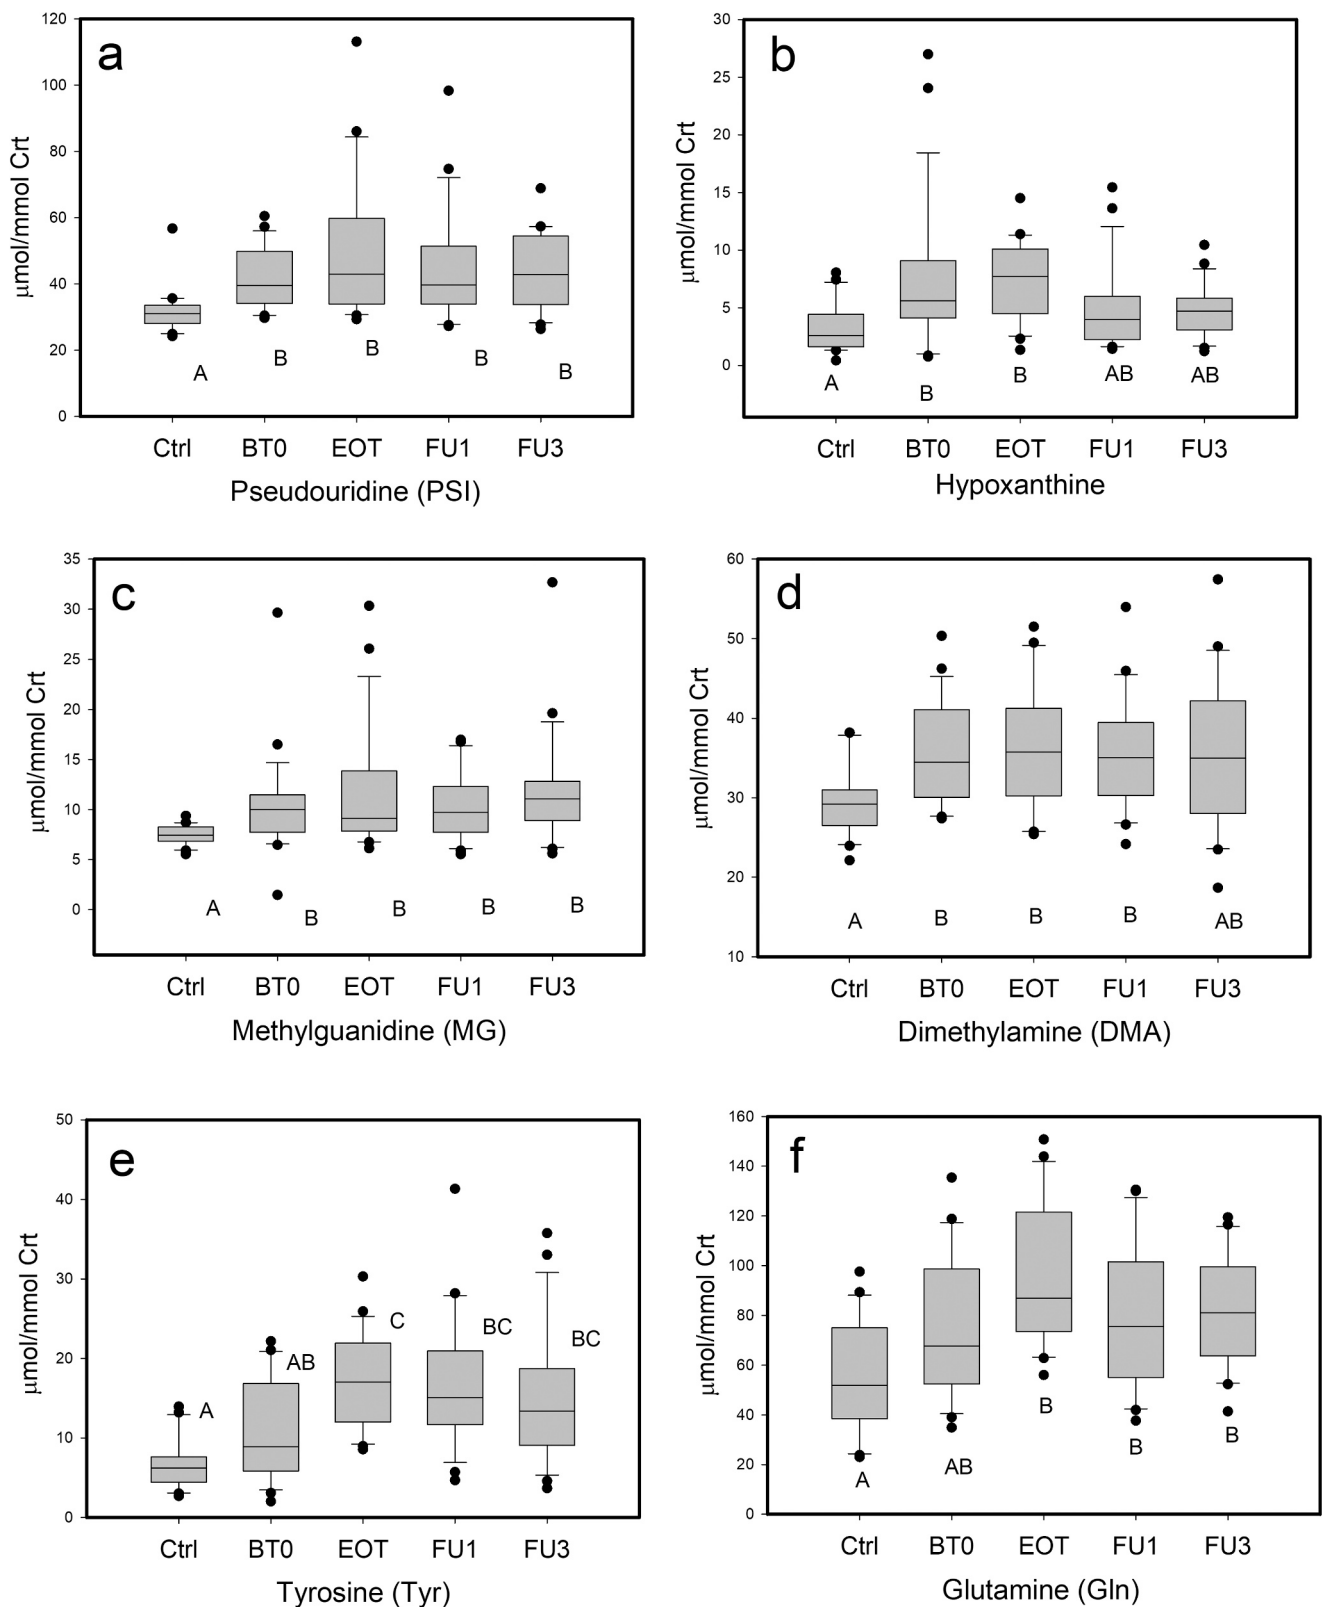 a
120
100
80
60
40
20
0
μmol/mmol Crt
A B B B B
Ctrl BT0 EOT FU1 FU3
Pseudouridine (PSI)
b
30
25
20
15
10
5
0
μmol/mmol Crt
A B B AB AB
Ctrl BT0 EOT FU1 FU3
Hypoxanthine
c
35
30
25
20
15
10
5
0
μmol/mmol Crt
A B B B B
Ctrl BT0 EOT FU1 FU3
Methylguanidine (MG)
d
60
50
40
30
20
10
μmol/mmol Crt
A B B B AB
Ctrl BT0 EOT FU1 FU3
Dimethylamine (DMA)
e
50
40
30
20
10
0
μmol/mmol Crt
A AB C BC BC
Ctrl BT0 EOT FU1 FU3
Tyrosine (Tyr)
f
160
140
120
100
80
60
40
20
0
μmol/mmol Crt
A AB B B B
Ctrl BT0 EOT FU1 FU3
Glutamine (Gln)